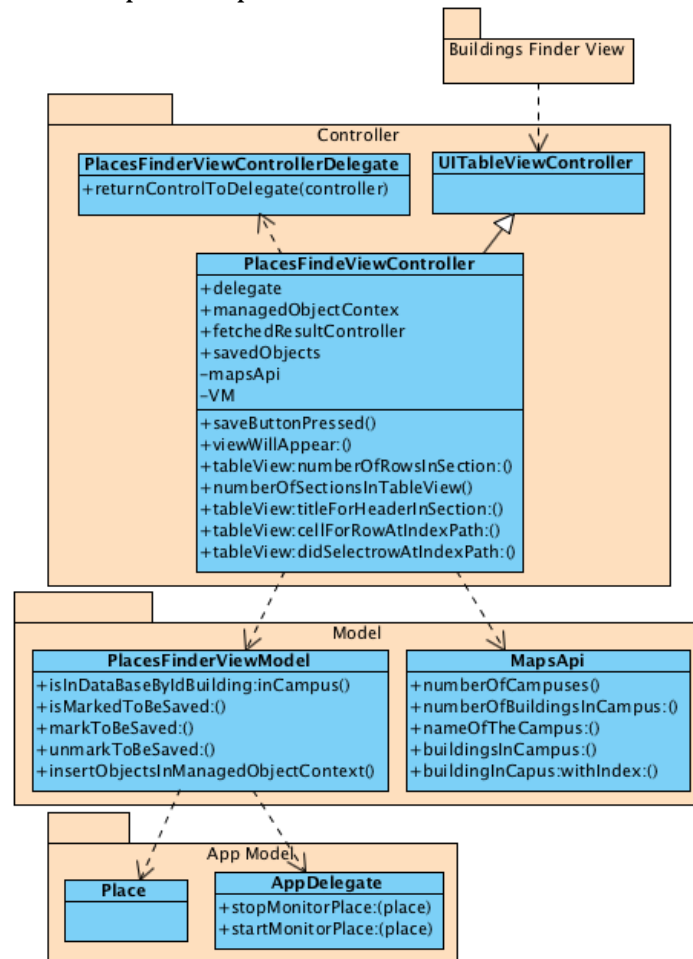 Buildings Finder View
Controller
PlacesFinderViewControllerDelegate
+returnControlToDelegate(controller)
UITableViewController
PlacesFindeViewController
+delegate
+managedObjectContex
+fetchedResultController
+savedObjects
-mapsApi
-VM
+saveButtonPressed()
+viewWillAppear:()
+tableView:numberOfRowsInSection:()
+numberOfSectionsInTableView()
+tableView:titleForHeaderInSection:()
+tableView:cellForRowAtIndexPath:()
+tableView:didSelectrowAtIndexPath:()
Model
PlacesFinderViewModel
+isInDataBaseByIdBuilding:inCampus()
+isMarkedToBeSaved:()
+markToBeSaved:()
+unmarkToBeSaved:()
+insertObjectsInManagedObjectContext()
MapsApi
+numberOfCampuses()
+numberOfBuildingsInCampus:()
+nameOfTheCampus:()
+buildingsInCampus:()
+buildingInCapus:withIndex:()
App Model
Place
AppDelegate
+stopMonitorPlace:(place)
+startMonitorPlace:(place)